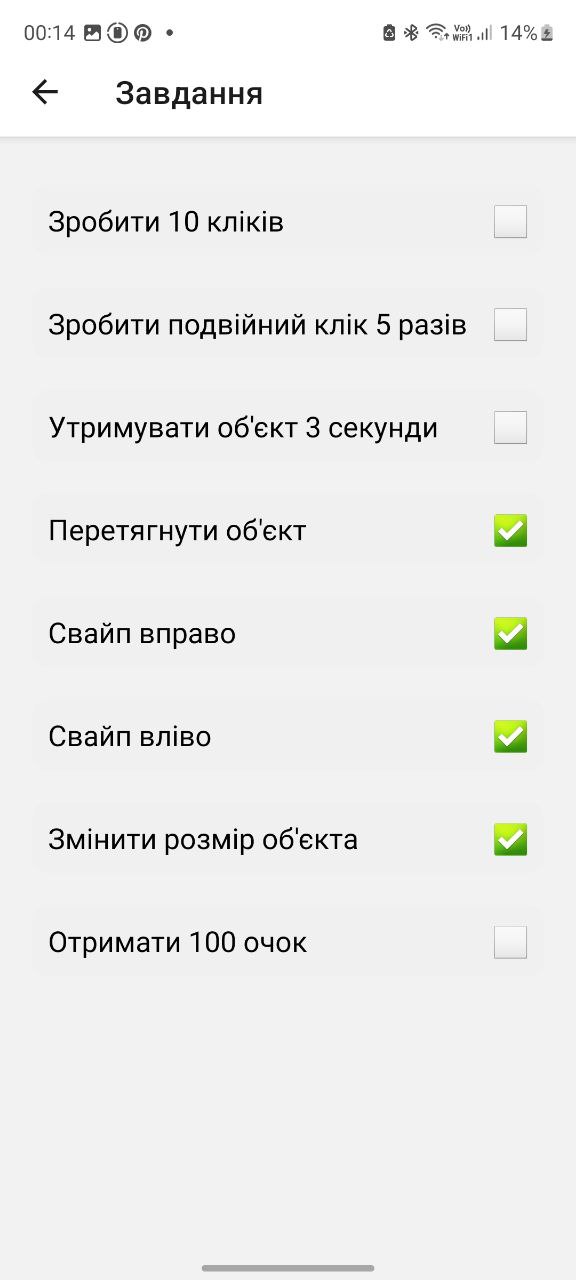 00:14 Vo)) WiFi1 14%
Завдання
Зробити 10 кліків
Зробити подвійний клік 5 разів
Утримувати об'єкт 3 секунди
Перетягнути об'єкт
Свайп вправо
Свайп вліво
Змінити розмір об'єкта
Отримати 100 очок